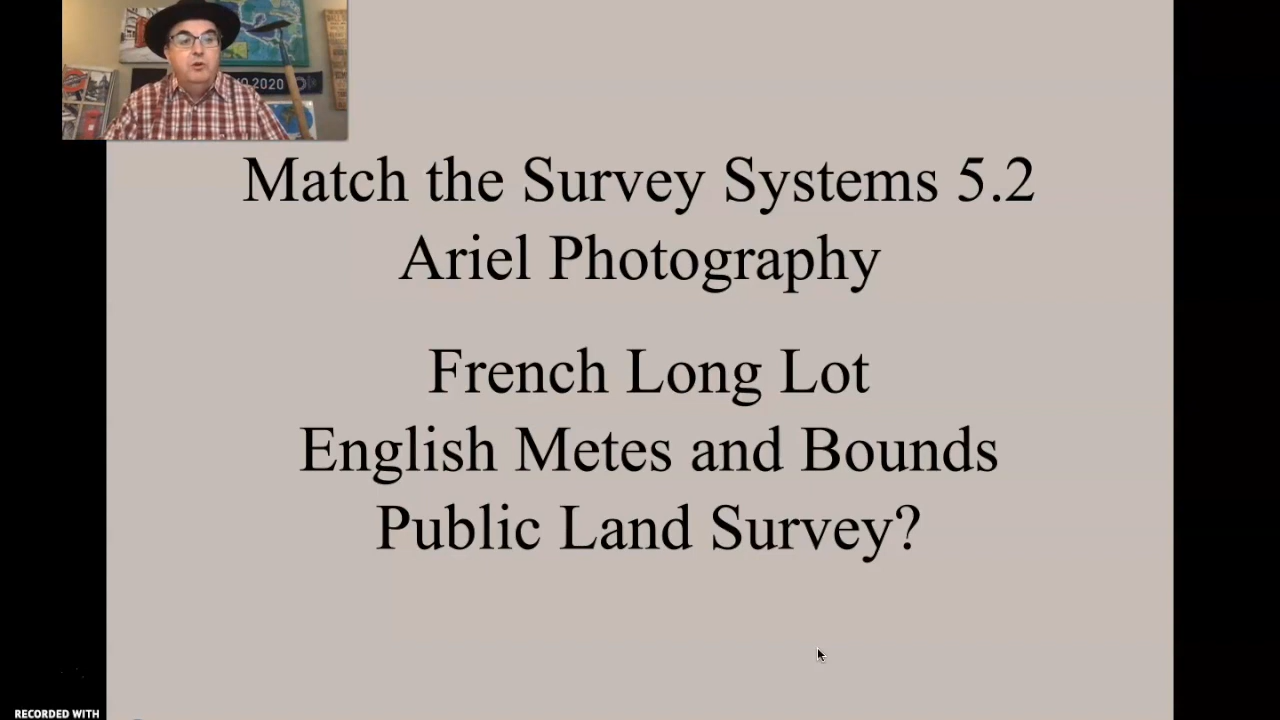 O 2020
Match the Survey Systems 5.2
Ariel Photography
French Long Lot
English Metes and Bounds
Public Land Survey?
RECORDED WITH